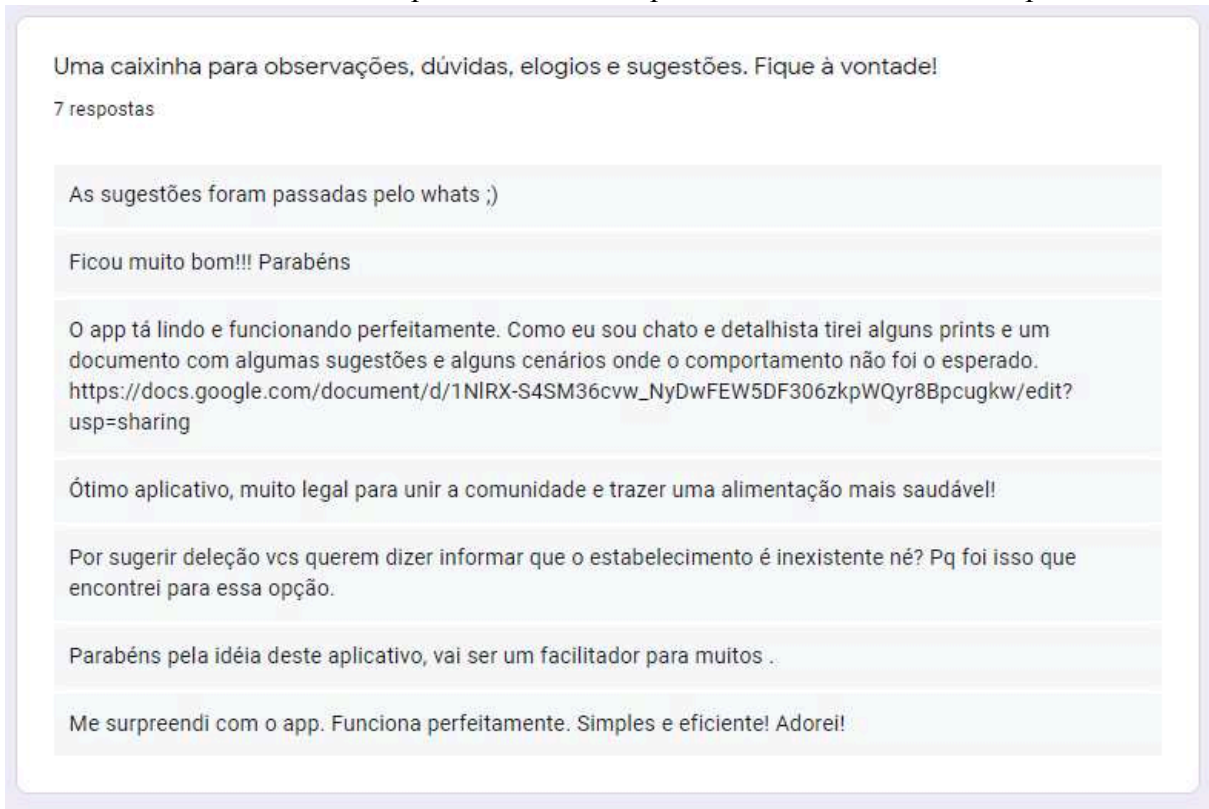 Uma caixinha para observações, dúvidas, elogios e sugestões. Fique à vontade!
7 respostas
As sugestões foram passadas pelo whats ;)
Ficou muito bom!!! Parabéns
O app tá lindo e funcionando perfeitamente. Como eu sou chato e detalhista tirei alguns prints e um
documento com algumas sugestões e alguns cenários onde o comportamento não foi o esperado.
https://docs.google.com/document/d/1NlRX-S4SM36cvw_NyDwFEW5DF306zkpWQyr8Bpcugkw/edit?
usp=sharing
Ótimo aplicativo, muito legal para unir a comunidade e trazer uma alimentação mais saudável!
Por sugerir deleção vcs querem dizer informar que o estabelecimento é inexistente né? Pq foi isso que
encontrei para essa opção.
Parabéns pela idéia deste aplicativo, vai ser um facilitador para muitos .
Me surpreendi com o app. Funciona perfeitamente. Simples e eficiente! Adorei!